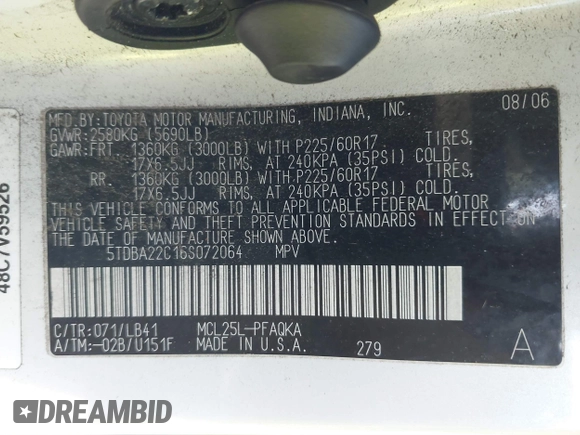 MFD.BY:TOYOTA MOTOR MANUFACTURING, INDIANA, INC. 08/06
GVWR:2580KG (5690LB)
GAWR:FRT 1360KG (3000LB) WITH P225/60R17 TIRES,
17X6.5JJ RIMS, AT 240KPA (35PSI) COLD.
RR. 1360KG (3000LB) WITH P225/60R17 TIRES,
17X6.5JJ RIMS, AT 240KPA (35PSI) COLD.
THIS VEHICLE CONFORMS TO ALL APPLICABLE FEDERAL MOTOR
VEHICLE SAFETY AND THEFT PREVENTION STANDARDS IN EFFECT ON
THE DATE OF MANUFACTURE SHOWN ABOVE.
5TDBA22C16S072064 MPV
C/TR:071/LB41 MCL25L-PFAQKA
A/TM:-02B/U151F MADE IN U.S.A. 279 A
48C7V59526
DREAMBID